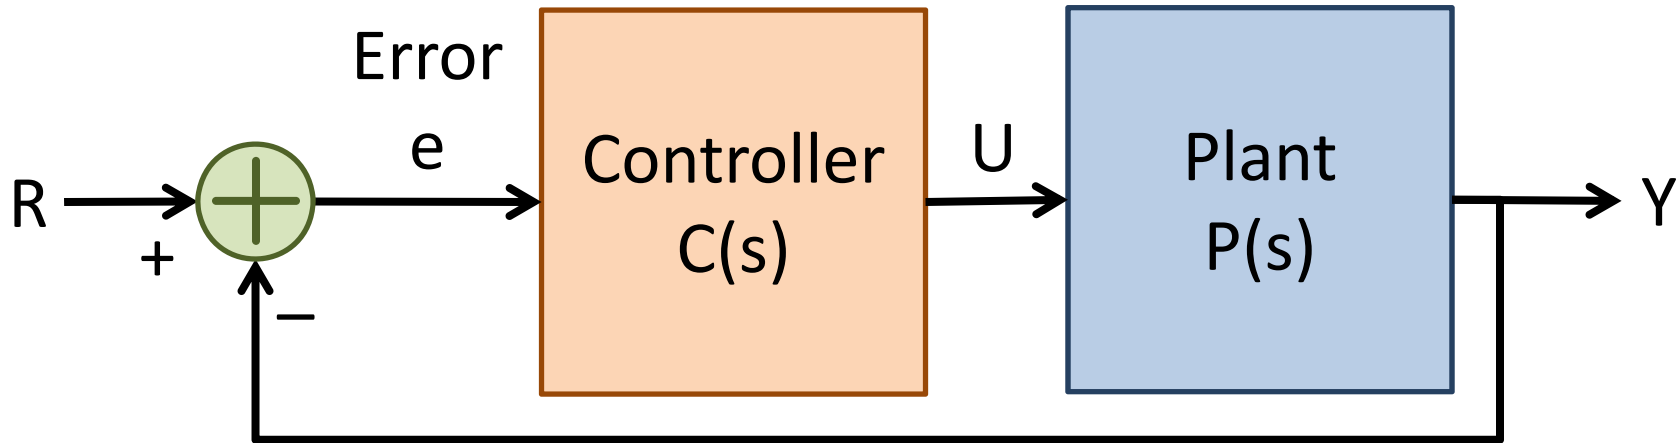 R
+
−
Error
e
Controller
C(s)
U
Plant
P(s)
Y